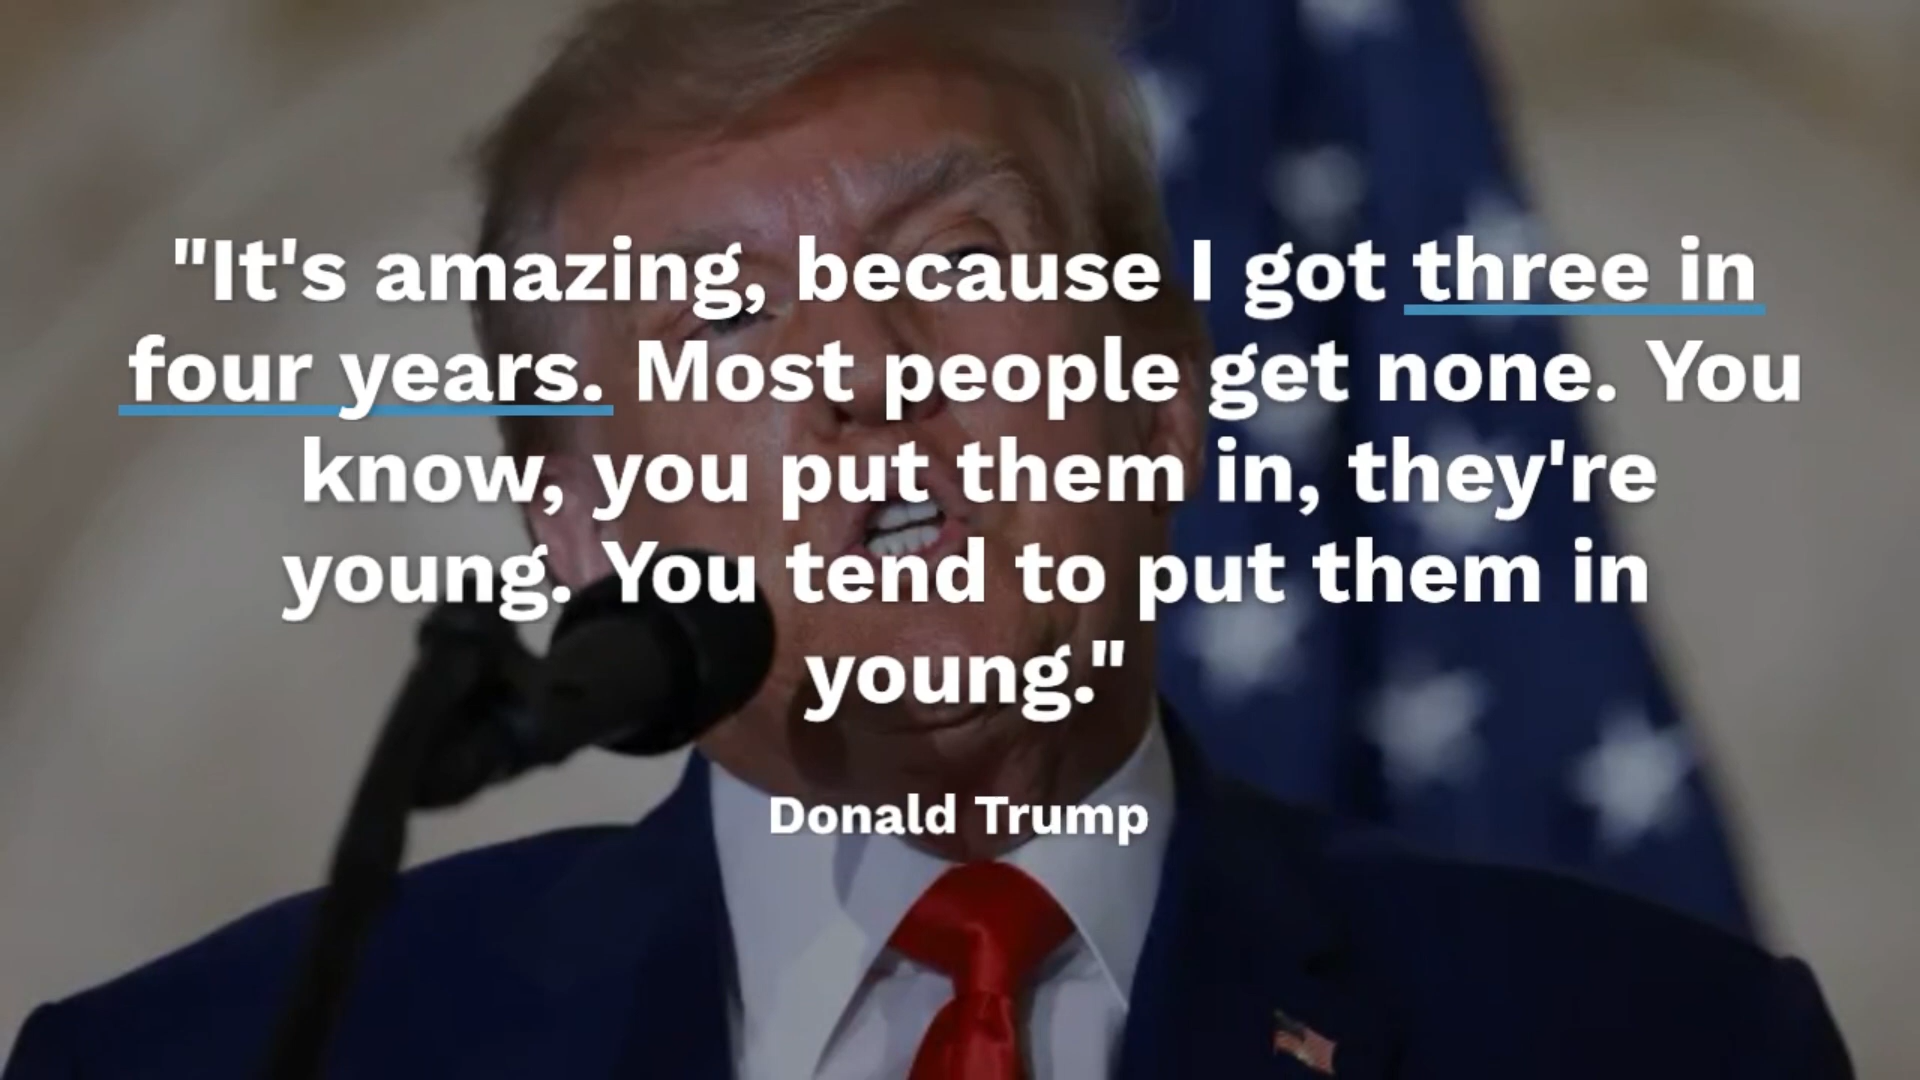 "It's amazing, because I got three in
four years. Most people get none. You
know, you put them in, they're
young. You tend to put them in
young."
Donald Trump